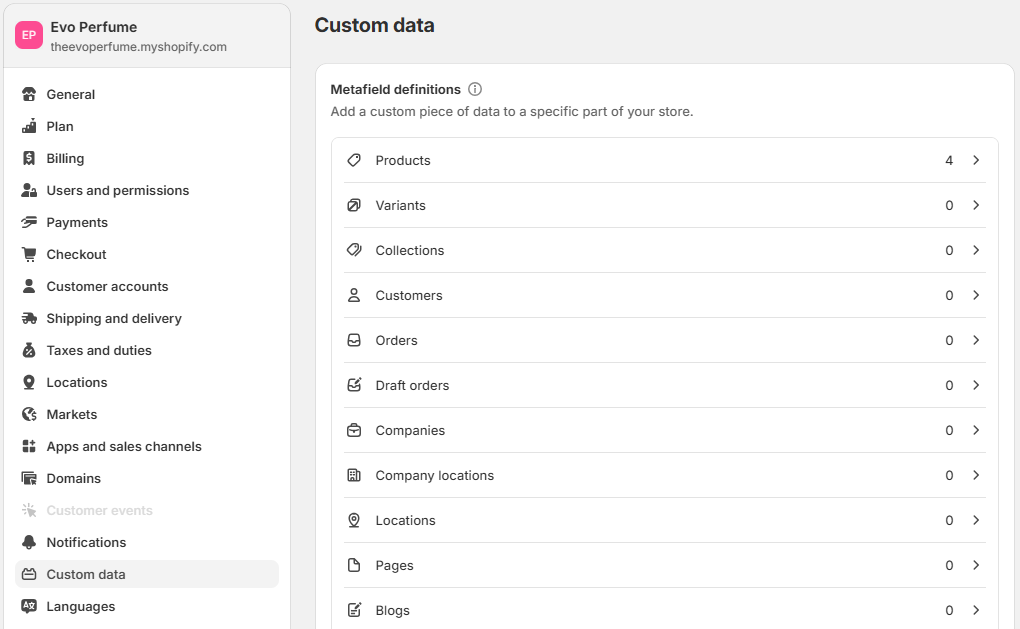 EP
Evo Perfume
theevoperfume.myshopify.com
General
Plan
Billing
Users and permissions
Payments
Checkout
Customer accounts
Shipping and delivery
Taxes and duties
Locations
Markets
Apps and sales channels
Domains
Customer events
Notifications
Custom data
Languages
Custom data
Metafield definitions
Add a custom piece of data to a specific part of your store.
Products 4
Variants 0
Collections 0
Customers 0
Orders 0
Draft orders 0
Companies 0
Company locations 0
Locations 0
Pages 0
Blogs 0